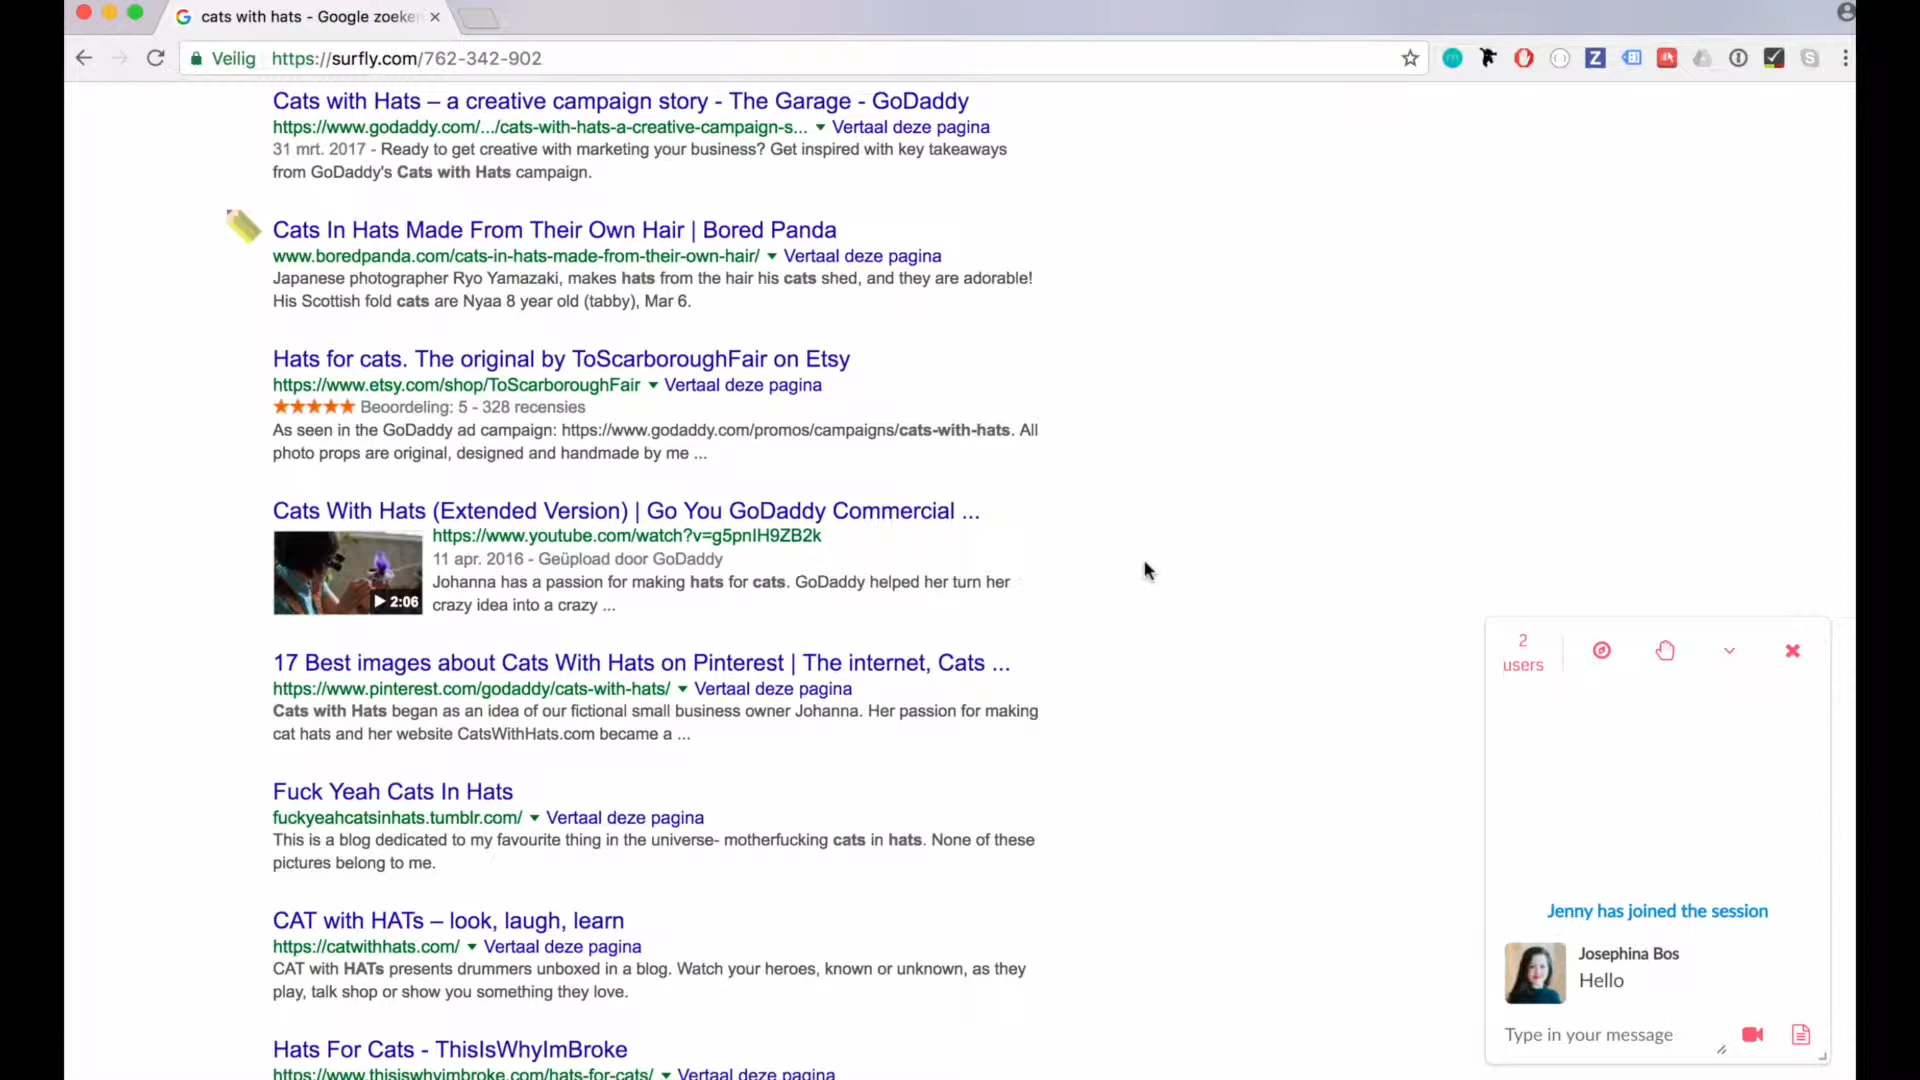 cats with hats - Google zoeken
Veilig https://surfly.com/762-342-902
Cats with Hats – a creative campaign story - The Garage - GoDaddy
https://www.godaddy.com/.../cats-with-hats-a-creative-campaign-s... Vertaal deze pagina
31 mrt. 2017 - Ready to get creative with marketing your business? Get inspired with key takeaways
from GoDaddy's Cats with Hats campaign.
Cats In Hats Made From Their Own Hair | Bored Panda
www.boredpanda.com/cats-in-hats-made-from-their-own-hair/ Vertaal deze pagina
Japanese photographer Ryo Yamazaki, makes hats from the hair his cats shed, and they are adorable!
His Scottish fold cats are Nyaa 8 year old (tabby), Mar 6.
Hats for cats. The original by ToScarboroughFair on Etsy
https://www.etsy.com/shop/ToScarboroughFair Vertaal deze pagina
Beoordeling: 5 - 328 recensies
As seen in the GoDaddy ad campaign: https://www.godaddy.com/promos/campaigns/cats-with-hats. All
photo props are original, designed and handmade by me ...
Cats With Hats (Extended Version) | Go You GoDaddy Commercial ...
https://www.youtube.com/watch?v=g5pnIH9ZB2k
11 apr. 2016 - Geüpload door GoDaddy
Johanna has a passion for making hats for cats. GoDaddy helped her turn her
crazy idea into a crazy ...
2:06
17 Best images about Cats With Hats on Pinterest | The internet, Cats ...
https://www.pinterest.com/godaddy/cats-with-hats/ Vertaal deze pagina
Cats with Hats began as an idea of our fictional small business owner Johanna. Her passion for making
cat hats and her website CatsWithHats.com became a ...
Fuck Yeah Cats In Hats
fuckyeahcatsinhats.tumblr.com/ Vertaal deze pagina
This is a blog dedicated to my favourite thing in the universe- motherfucking cats in hats. None of these
pictures belong to me.
CAT with HATs – look, laugh, learn
https://catwithhats.com/ Vertaal deze pagina
CAT with HATs presents drummers unboxed in a blog. Watch your heroes, known or unknown, as they
play, talk shop or show you something they love.
Hats For Cats - ThisIsWhyImBroke
https://www.thisiswhyimbroke.com/hats-for-cats/ Vertaal deze pagina
2
users
Jenny has joined the session
Josephina Bos
Hello
Type in your message